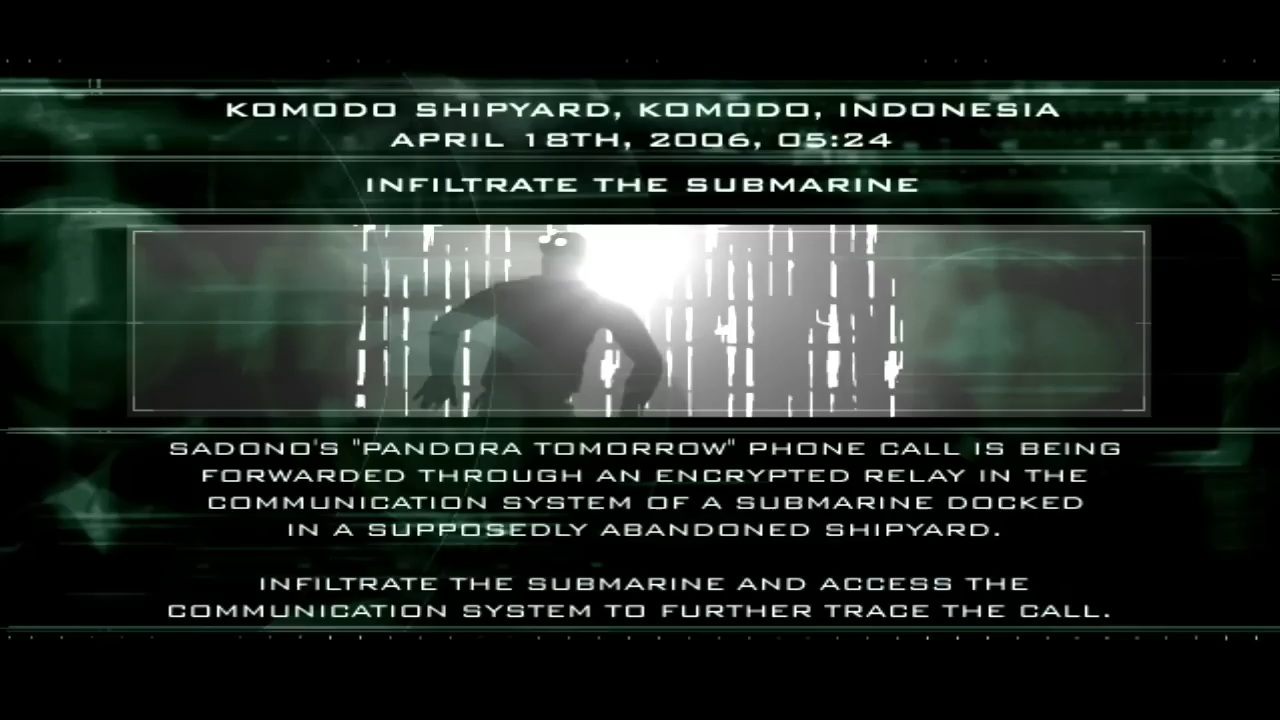 KOMODO SHIPYARD, KOMODO, INDONESIA
APRIL 18TH, 2006, 05:24
INFILTRATE THE SUBMARINE
SADONO'S "PANDORA TOMORROW" PHONE CALL IS BEING
FORWARDED THROUGH AN ENCRYPTED RELAY IN THE
COMMUNICATION SYSTEM OF A SUBMARINE DOCKED
IN A SUPPOSEDLY ABANDONED SHIPYARD.
INFILTRATE THE SUBMARINE AND ACCESS THE
COMMUNICATION SYSTEM TO FURTHER TRACE THE CALL.